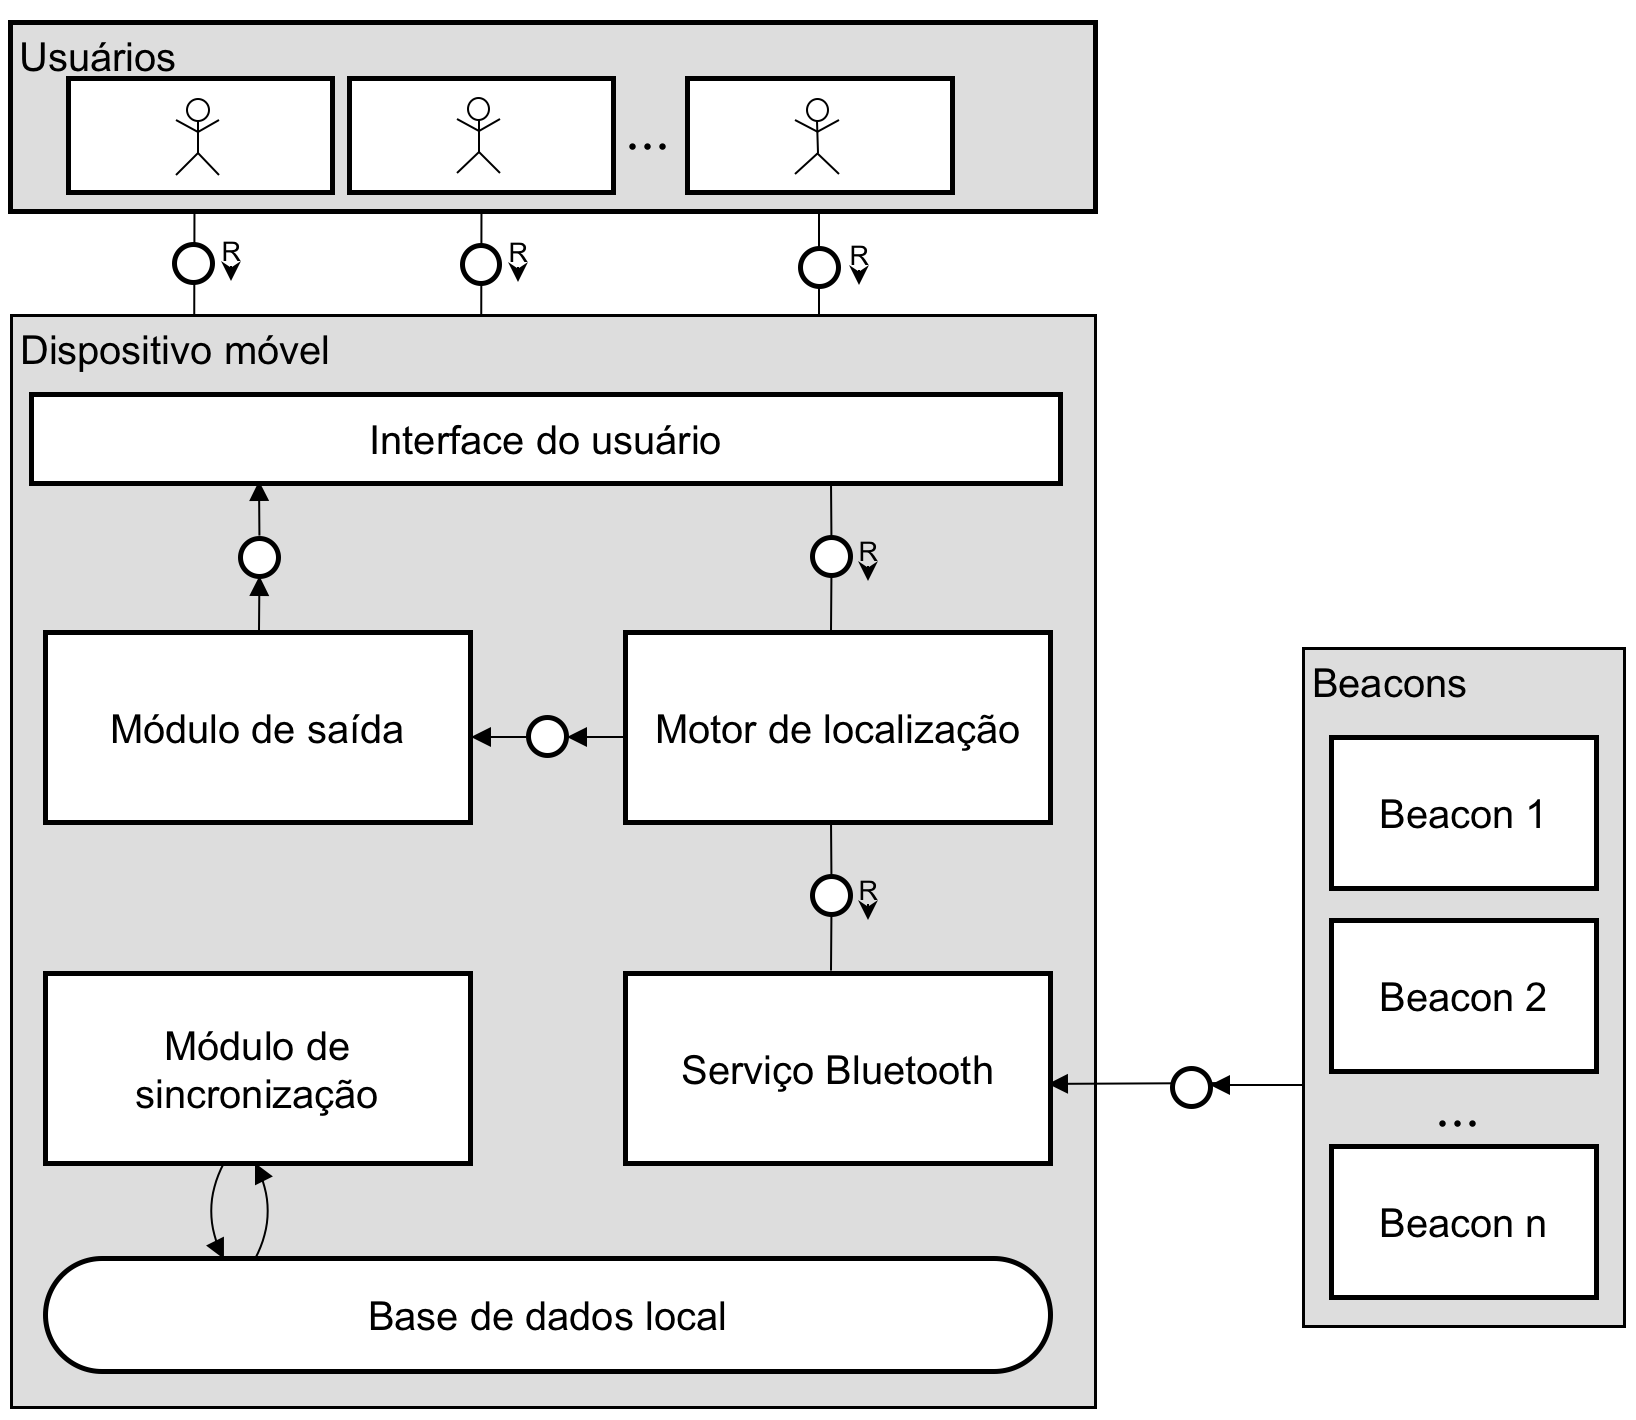 Usuários
...
R
R
R
Dispositivo móvel
Interface do usuário
R
Módulo de saída
Motor de localização
R
Módulo de
sincronização
Serviço Bluetooth
Base de dados local
Beacons
Beacon 1
Beacon 2
...
Beacon n